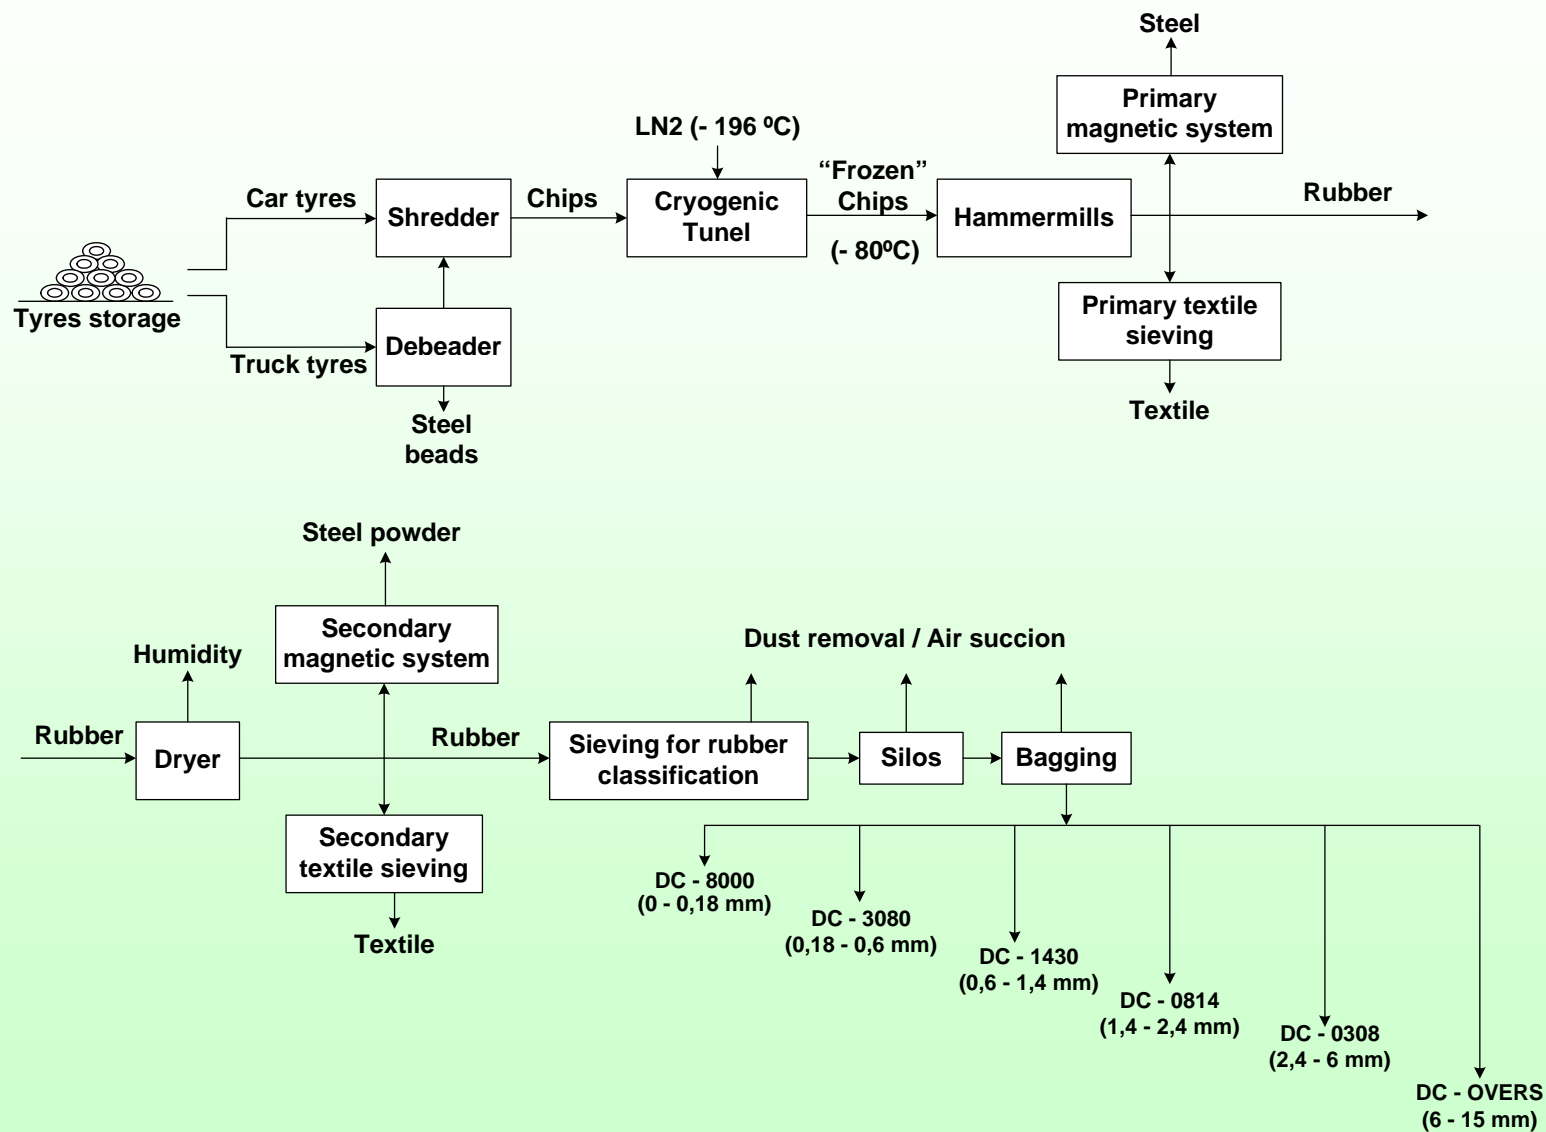 Steel
Primary
magnetic system
LN2 (- 196 ºC)
“Frozen”
Chips
(- 80ºC)
Car tyres
Shredder
Chips
Cryogenic
Tunel
Hammermills
Rubber
Tyres storage
Truck tyres
Debeader
Steel
beads
Primary textile
sieving
Textile
Steel powder
Secondary
magnetic system
Humidity
Dust removal / Air succion
Rubber
Dryer
Rubber
Sieving for rubber
classification
Silos
Bagging
Secondary
textile sieving
Textile
DC - 8000
(0 - 0,18 mm)
DC - 3080
(0,18 - 0,6 mm)
DC - 1430
(0,6 - 1,4 mm)
DC - 0814
(1,4 - 2,4 mm)
DC - 0308
(2,4 - 6 mm)
DC - OVERS
(6 - 15 mm)